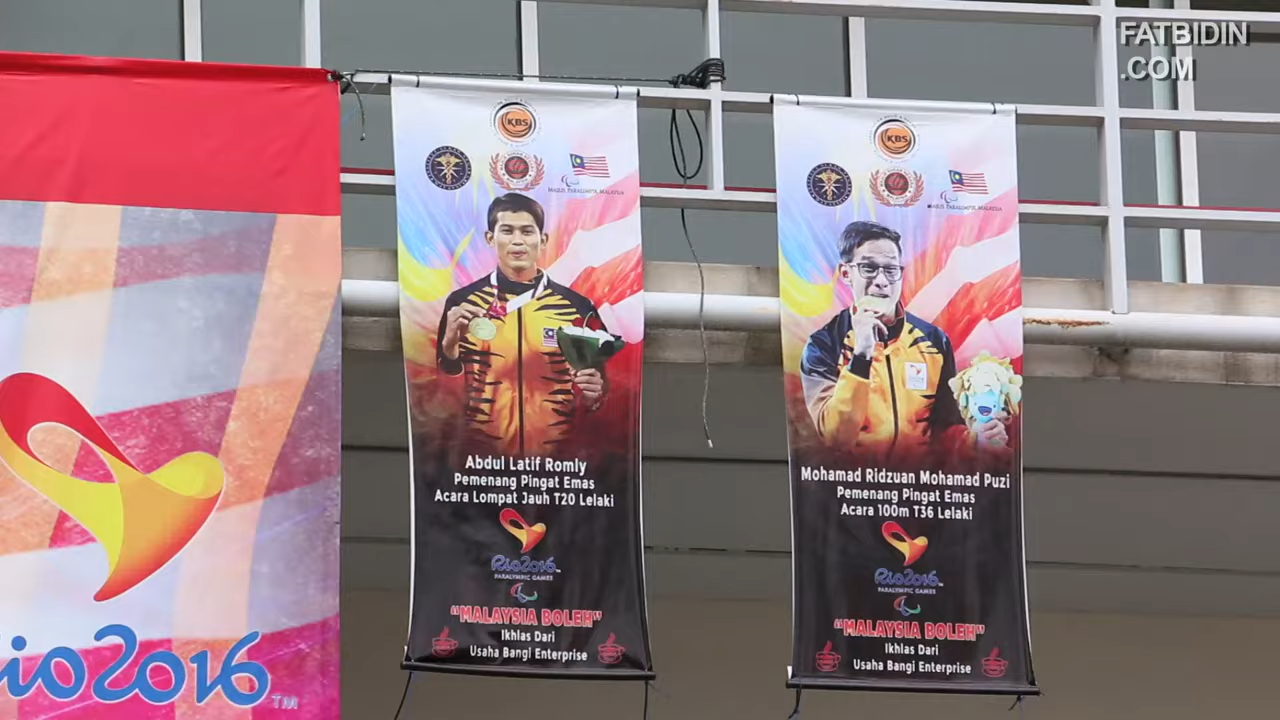 FATBIDIN
.COM
Rio2016
TM
KBS
MAJLIS PARALIMPIK MALAYSIA
Abdul Latif Romly
Pemenang Pingat Emas
Acara Lompat Jauh T20 Lelaki
Rio2016
PARALYMPIC GAMES
"MALAYSIA BOLEH"
Ikhlas Dari
Usaha Bangi Enterprise
KBS
MAJLIS PARALIMPIK MALAYSIA
Mohamad Ridzuan Mohamad Puzi
Pemenang Pingat Emas
Acara 100m T36 Lelaki
Rio2016
PARALYMPIC GAMES
"MALAYSIA BOLEH"
Ikhlas Dari
Usaha Bangi Enterprise